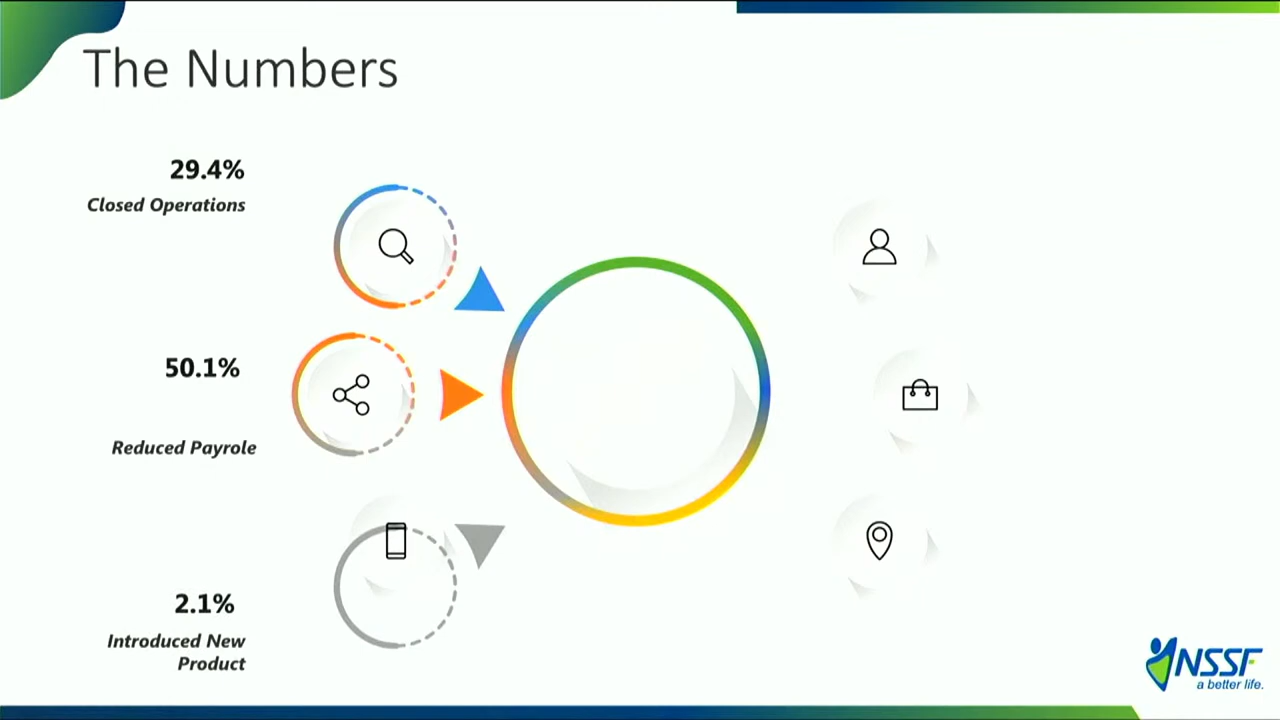 The Numbers
29.4%
Closed Operations
50.1%
Reduced Payrole
2.1%
Introduced New
Product
NSSF
a better life.